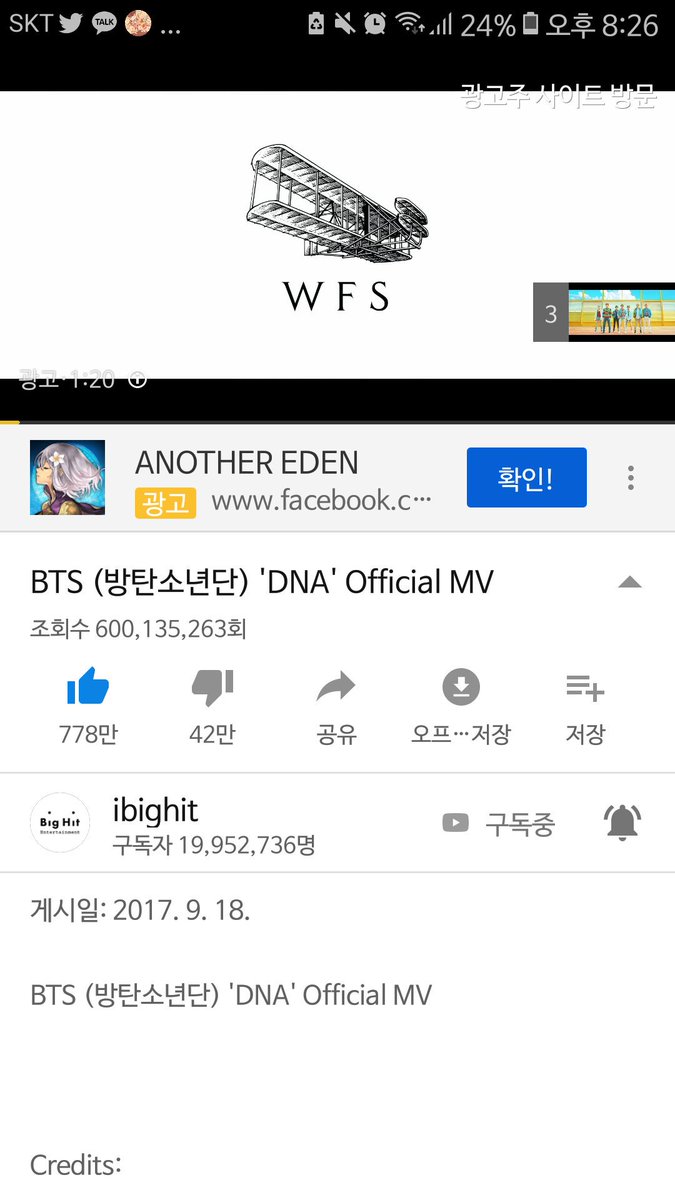 SKT TALK ... 24% 오후 8:26
광고주 사이트 방문
WFS
3
광고 · 1:20
ANOTHER EDEN
광고 www.facebook.c…
확인!
BTS (방탄소년단) 'DNA' Official MV
조회수 600,135,263회
778만 42만 공유 오프…저장 저장
Big Hit
Entertainment
ibighit
구독자 19,952,736명
구독중
게시일: 2017. 9. 18.
BTS (방탄소년단) 'DNA' Official MV
Credits: